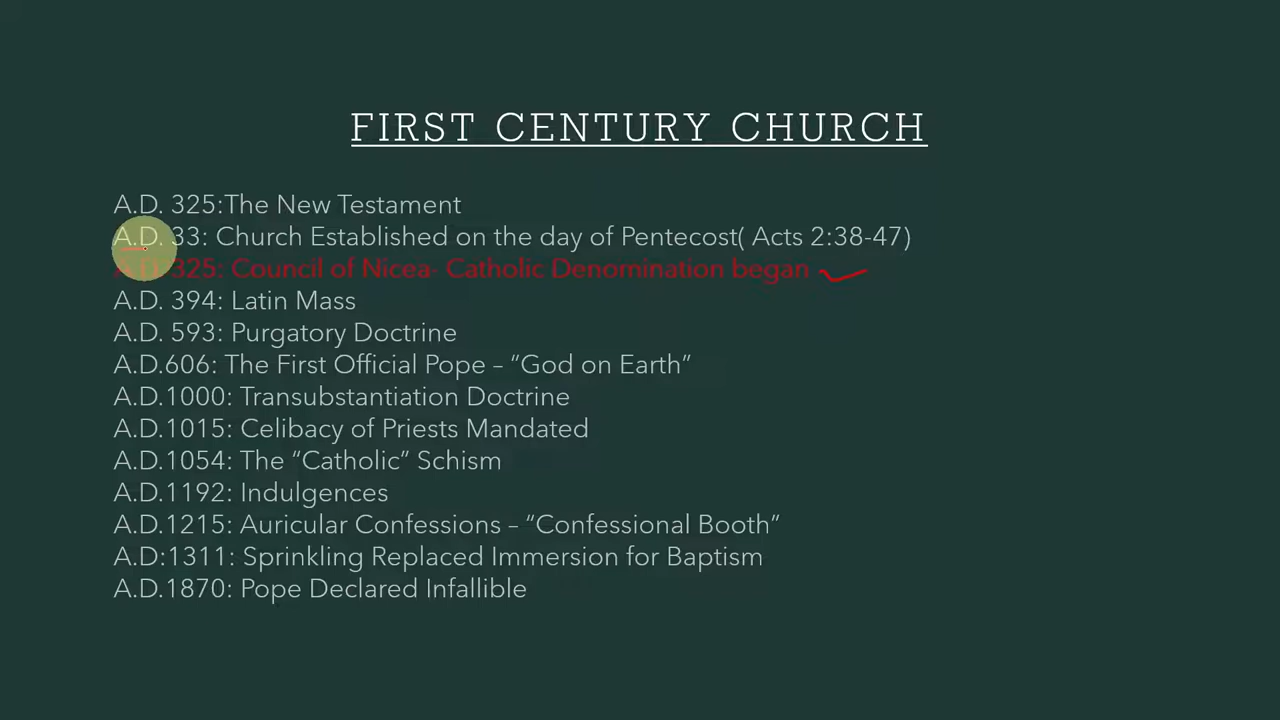 FIRST CENTURY CHURCH
A.D. 325:The New Testament
A.D. 33: Church Established on the day of Pentecost( Acts 2:38-47)
A.D. 325: Council of Nicea- Catholic Denomination began
A.D. 394: Latin Mass
A.D. 593: Purgatory Doctrine
A.D.606: The First Official Pope – “God on Earth”
A.D.1000: Transubstantiation Doctrine
A.D.1015: Celibacy of Priests Mandated
A.D.1054: The “Catholic” Schism
A.D.1192: Indulgences
A.D.1215: Auricular Confessions – “Confessional Booth”
A.D:1311: Sprinkling Replaced Immersion for Baptism
A.D.1870: Pope Declared Infallible